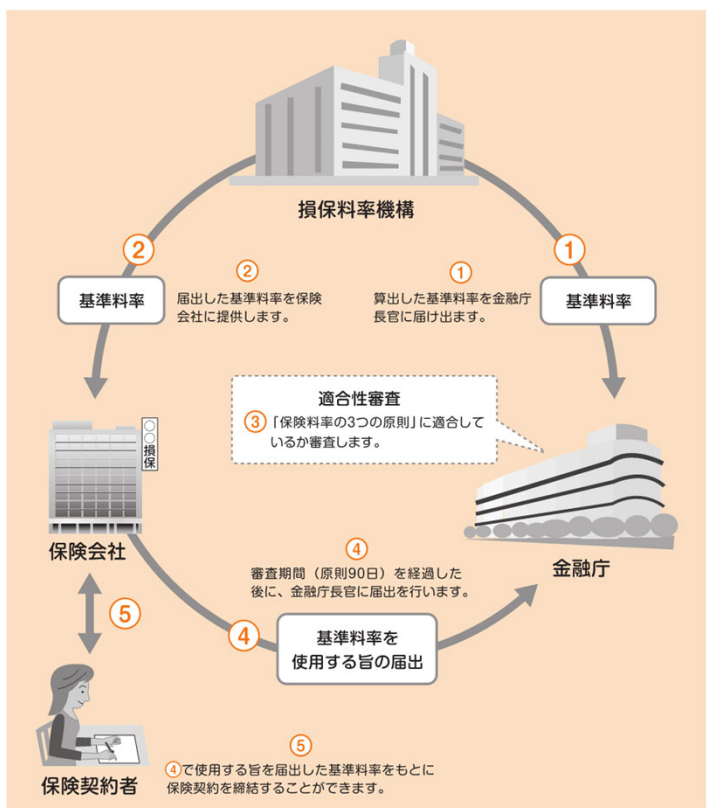 損保料率機構
②
①
②
①
基準料率
届出した基準料率を保険
会社に提供します。
算出した基準料率を金融庁
長官に届け出ます。
基準料率
適合性審査
③「保険料率の3つの原則」に適合して
いるか審査します。
○○損保
保険会社
金融庁
④
審査期間（原則90日）を経過した
後に、金融庁長官に届出を行います。
⑤
④
基準料率を
使用する旨の届出
保険契約者
⑤
④で使用する旨を届出した基準料率をもとに
保険契約を締結することができます。